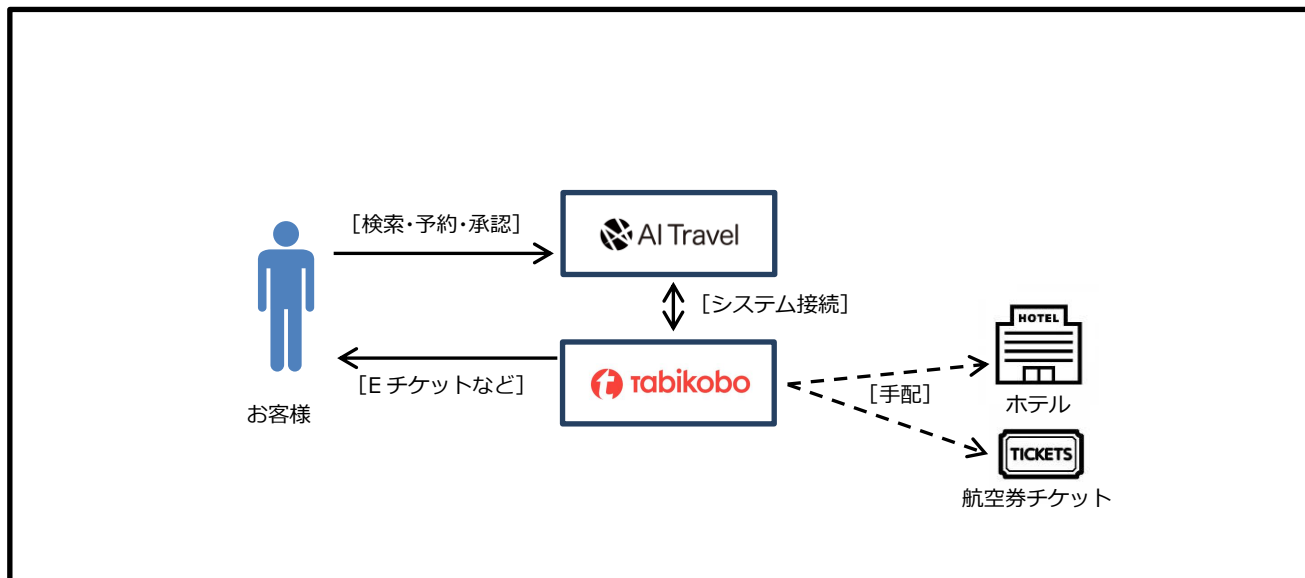 [検索・予約・承認]
AI Travel
[システム接続]
HOTEL
Tabikobo
[Eチケットなど]
[手配]
ホテル
お客様
TICKETS
航空券チケット